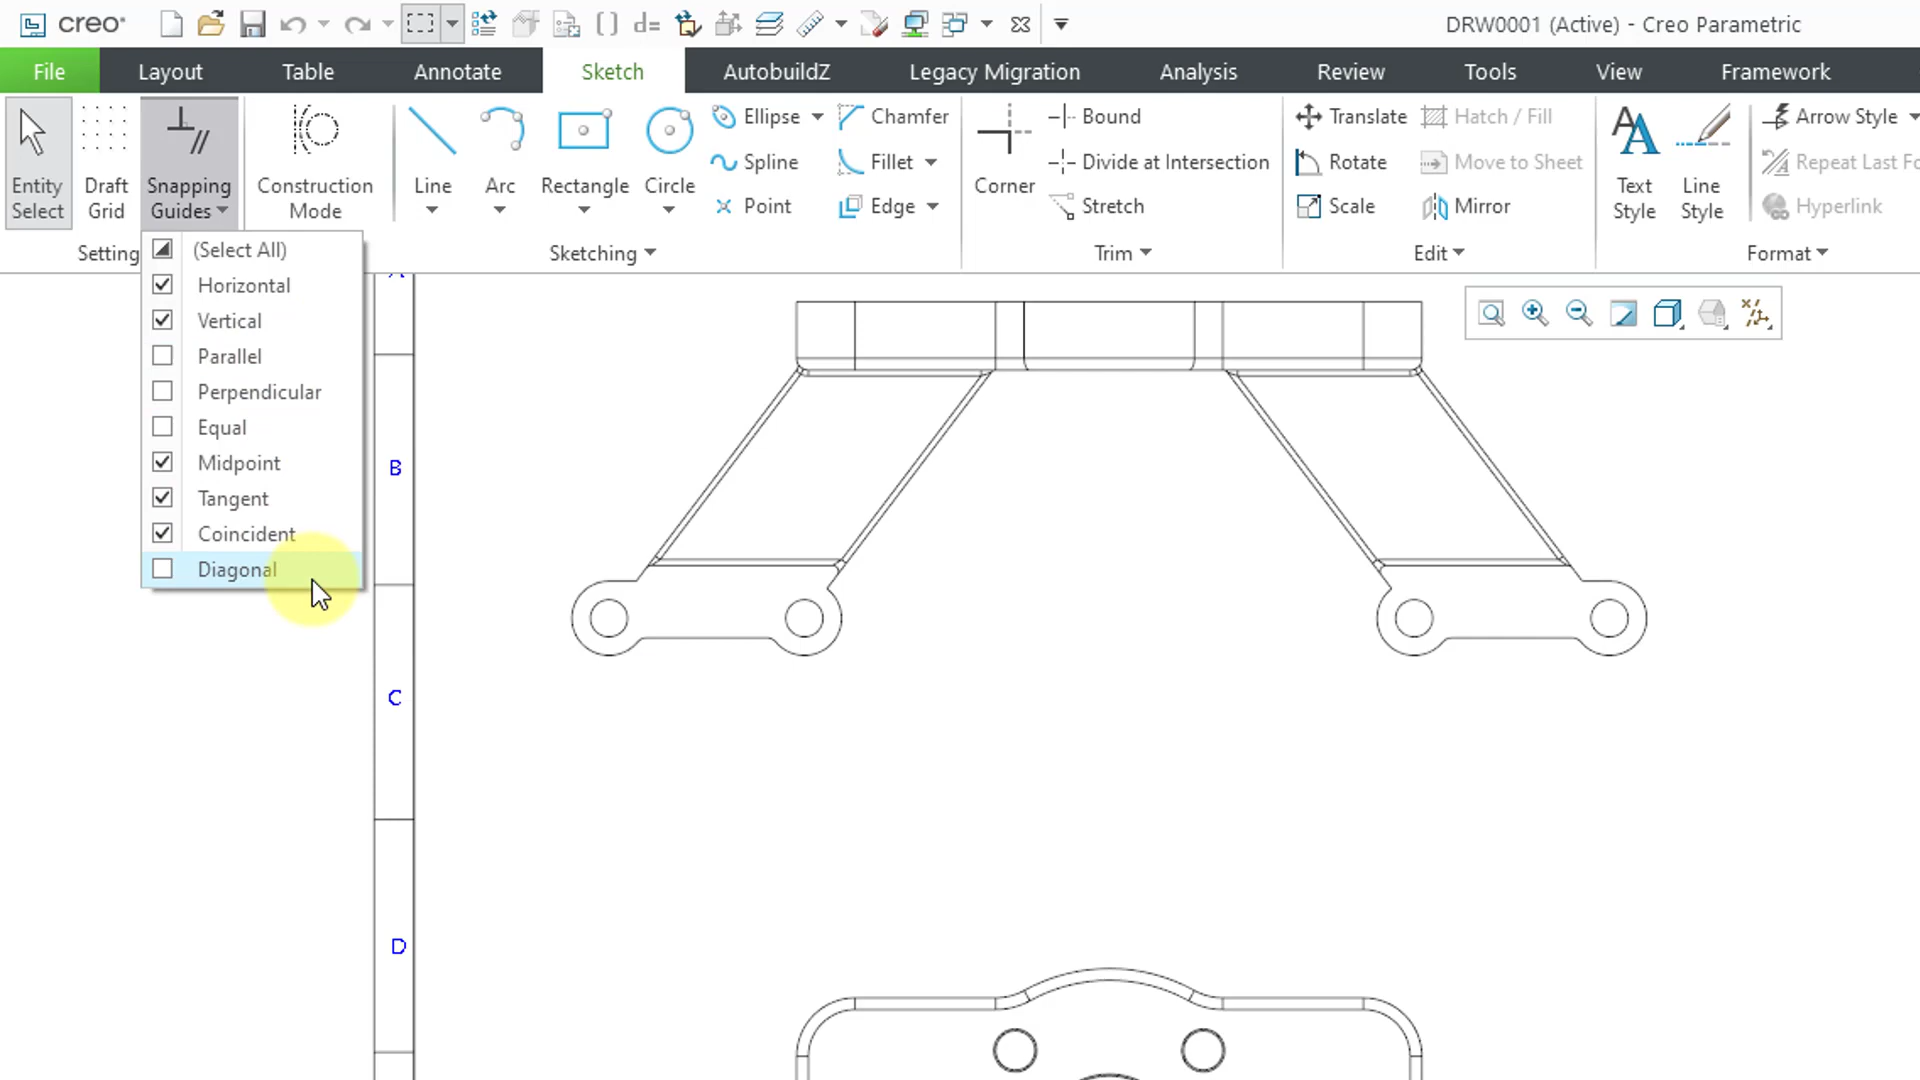 creo
d=
DRW0001 (Active) - Creo Parametric
File
Layout
Table
Annotate
Sketch
AutobuildZ
Legacy Migration
Analysis
Review
Tools
View
Framework
Entity
Select
Draft
Grid
Snapping
Guides
Construction
Mode
Line
Arc
Rectangle
Circle
Ellipse
Spline
Point
Chamfer
Fillet
Edge
Corner
Bound
Divide at Intersection
Stretch
Translate
Rotate
Scale
Hatch / Fill
Move to Sheet
Mirror
Text
Style
Line
Style
Arrow Style
Repeat Last Fo
Hyperlink
Setting
Sketching
Trim
Edit
Format
(Select All)
Horizontal
Vertical
Parallel
Perpendicular
Equal
Midpoint
Tangent
Coincident
Diagonal
B
C
D